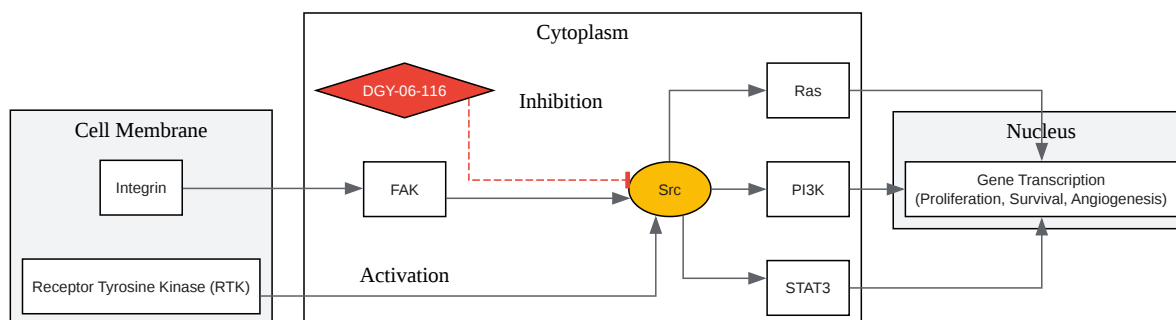 Cytoplasm
DGY-06-116
Inhibition
Ras
Cell Membrane
Nucleus
Integrin
FAK
Src
PI3K
Gene Transcription
(Proliferation, Survival, Angiogenesis)
Activation
Receptor Tyrosine Kinase (RTK)
STAT3